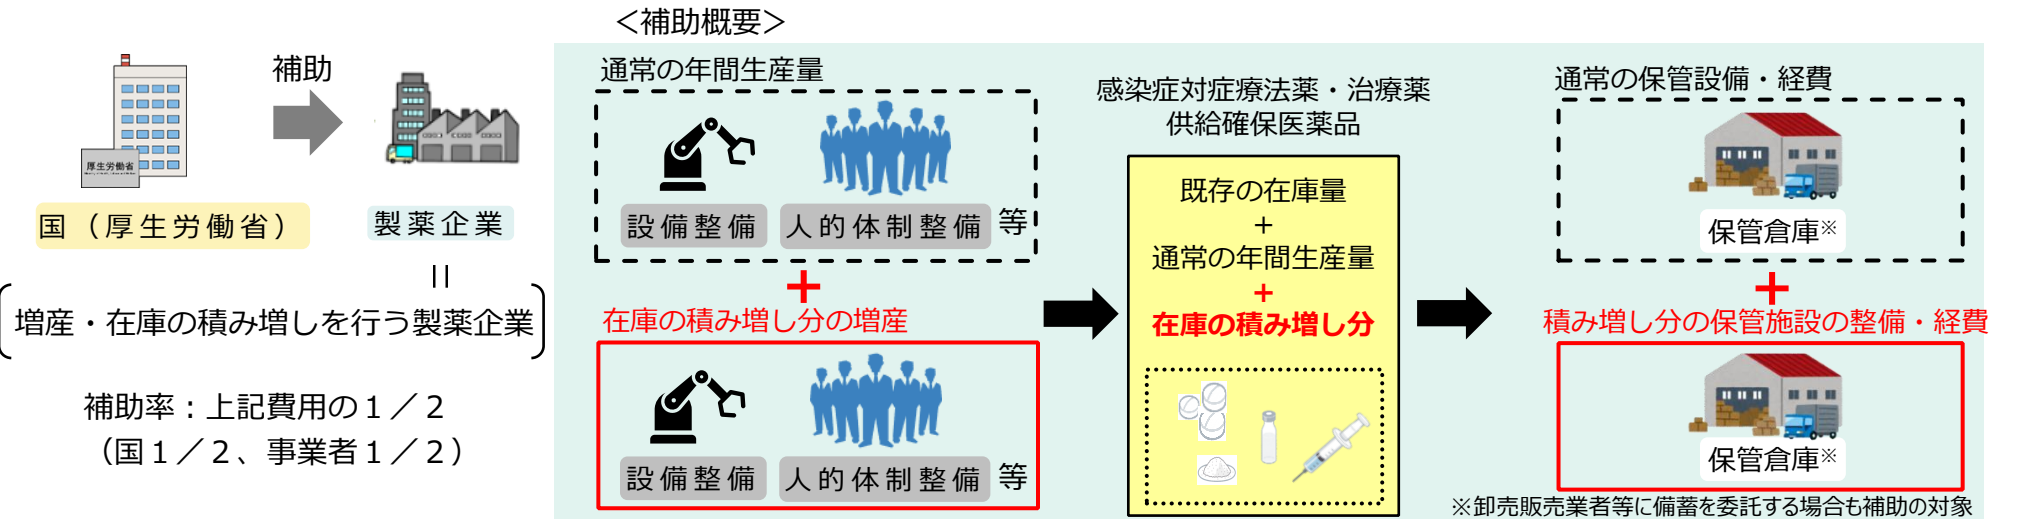 ＜補助概要＞
補助
厚生労働省
国（厚生労働省）
製薬企業
＝
増産・在庫の積み増しを行う製薬企業
補助率：上記費用の１／２
（国１／２、事業者１／２）
通常の年間生産量
設備整備
人的体制整備
等
＋
在庫の積み増し分の増産
設備整備
人的体制整備
等
感染症対症療法薬・治療薬
供給確保医薬品
既存の在庫量
＋
通常の年間生産量
＋
在庫の積み増し分
通常の保管設備・経費
保管倉庫※
＋
積み増し分の保管施設の整備・経費
保管倉庫※
※卸売販売業者等に備蓄を委託する場合も補助の対象